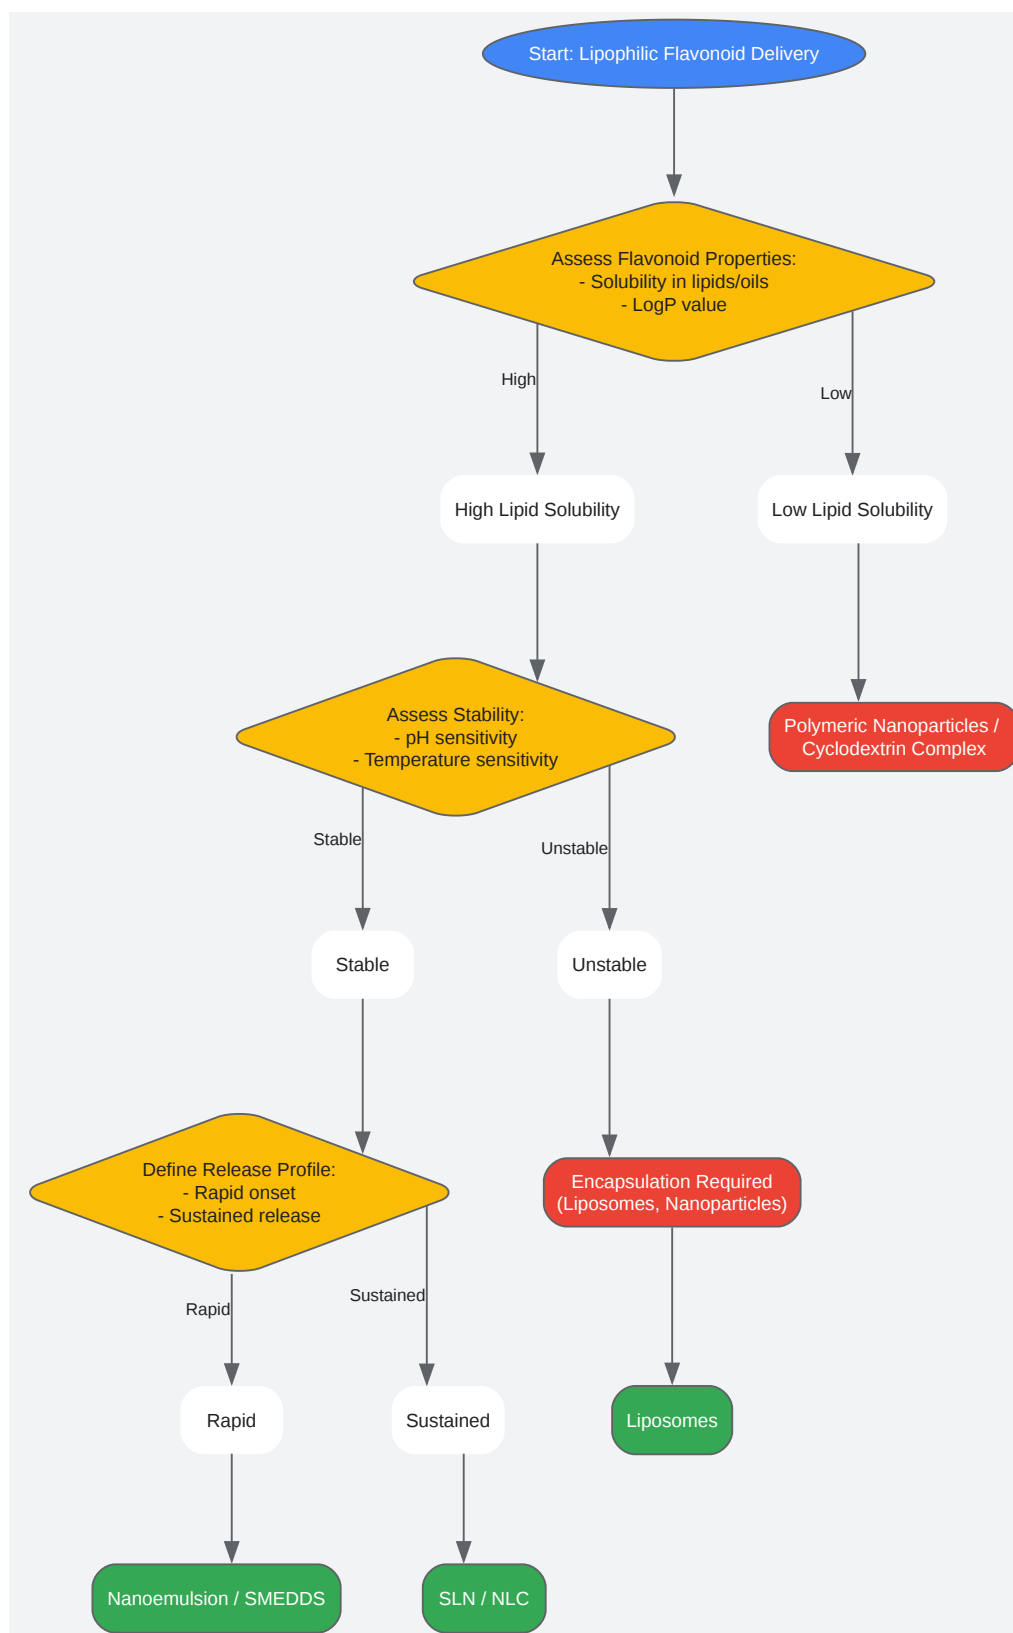 Start: Lipophilic Flavonoid Delivery
Assess Flavonoid Properties:
- Solubility in lipids/oils
- LogP value
High
Low
High Lipid Solubility
Low Lipid Solubility
Assess Stability:
- pH sensitivity
- Temperature sensitivity
Polymeric Nanoparticles /
Cyclodextrin Complex
Stable
Unstable
Stable
Unstable
Define Release Profile:
- Rapid onset
- Sustained release
Encapsulation Required
(Liposomes, Nanoparticles)
Rapid
Sustained
Rapid
Sustained
Liposomes
Nanoemulsion / SMEDDS
SLN / NLC